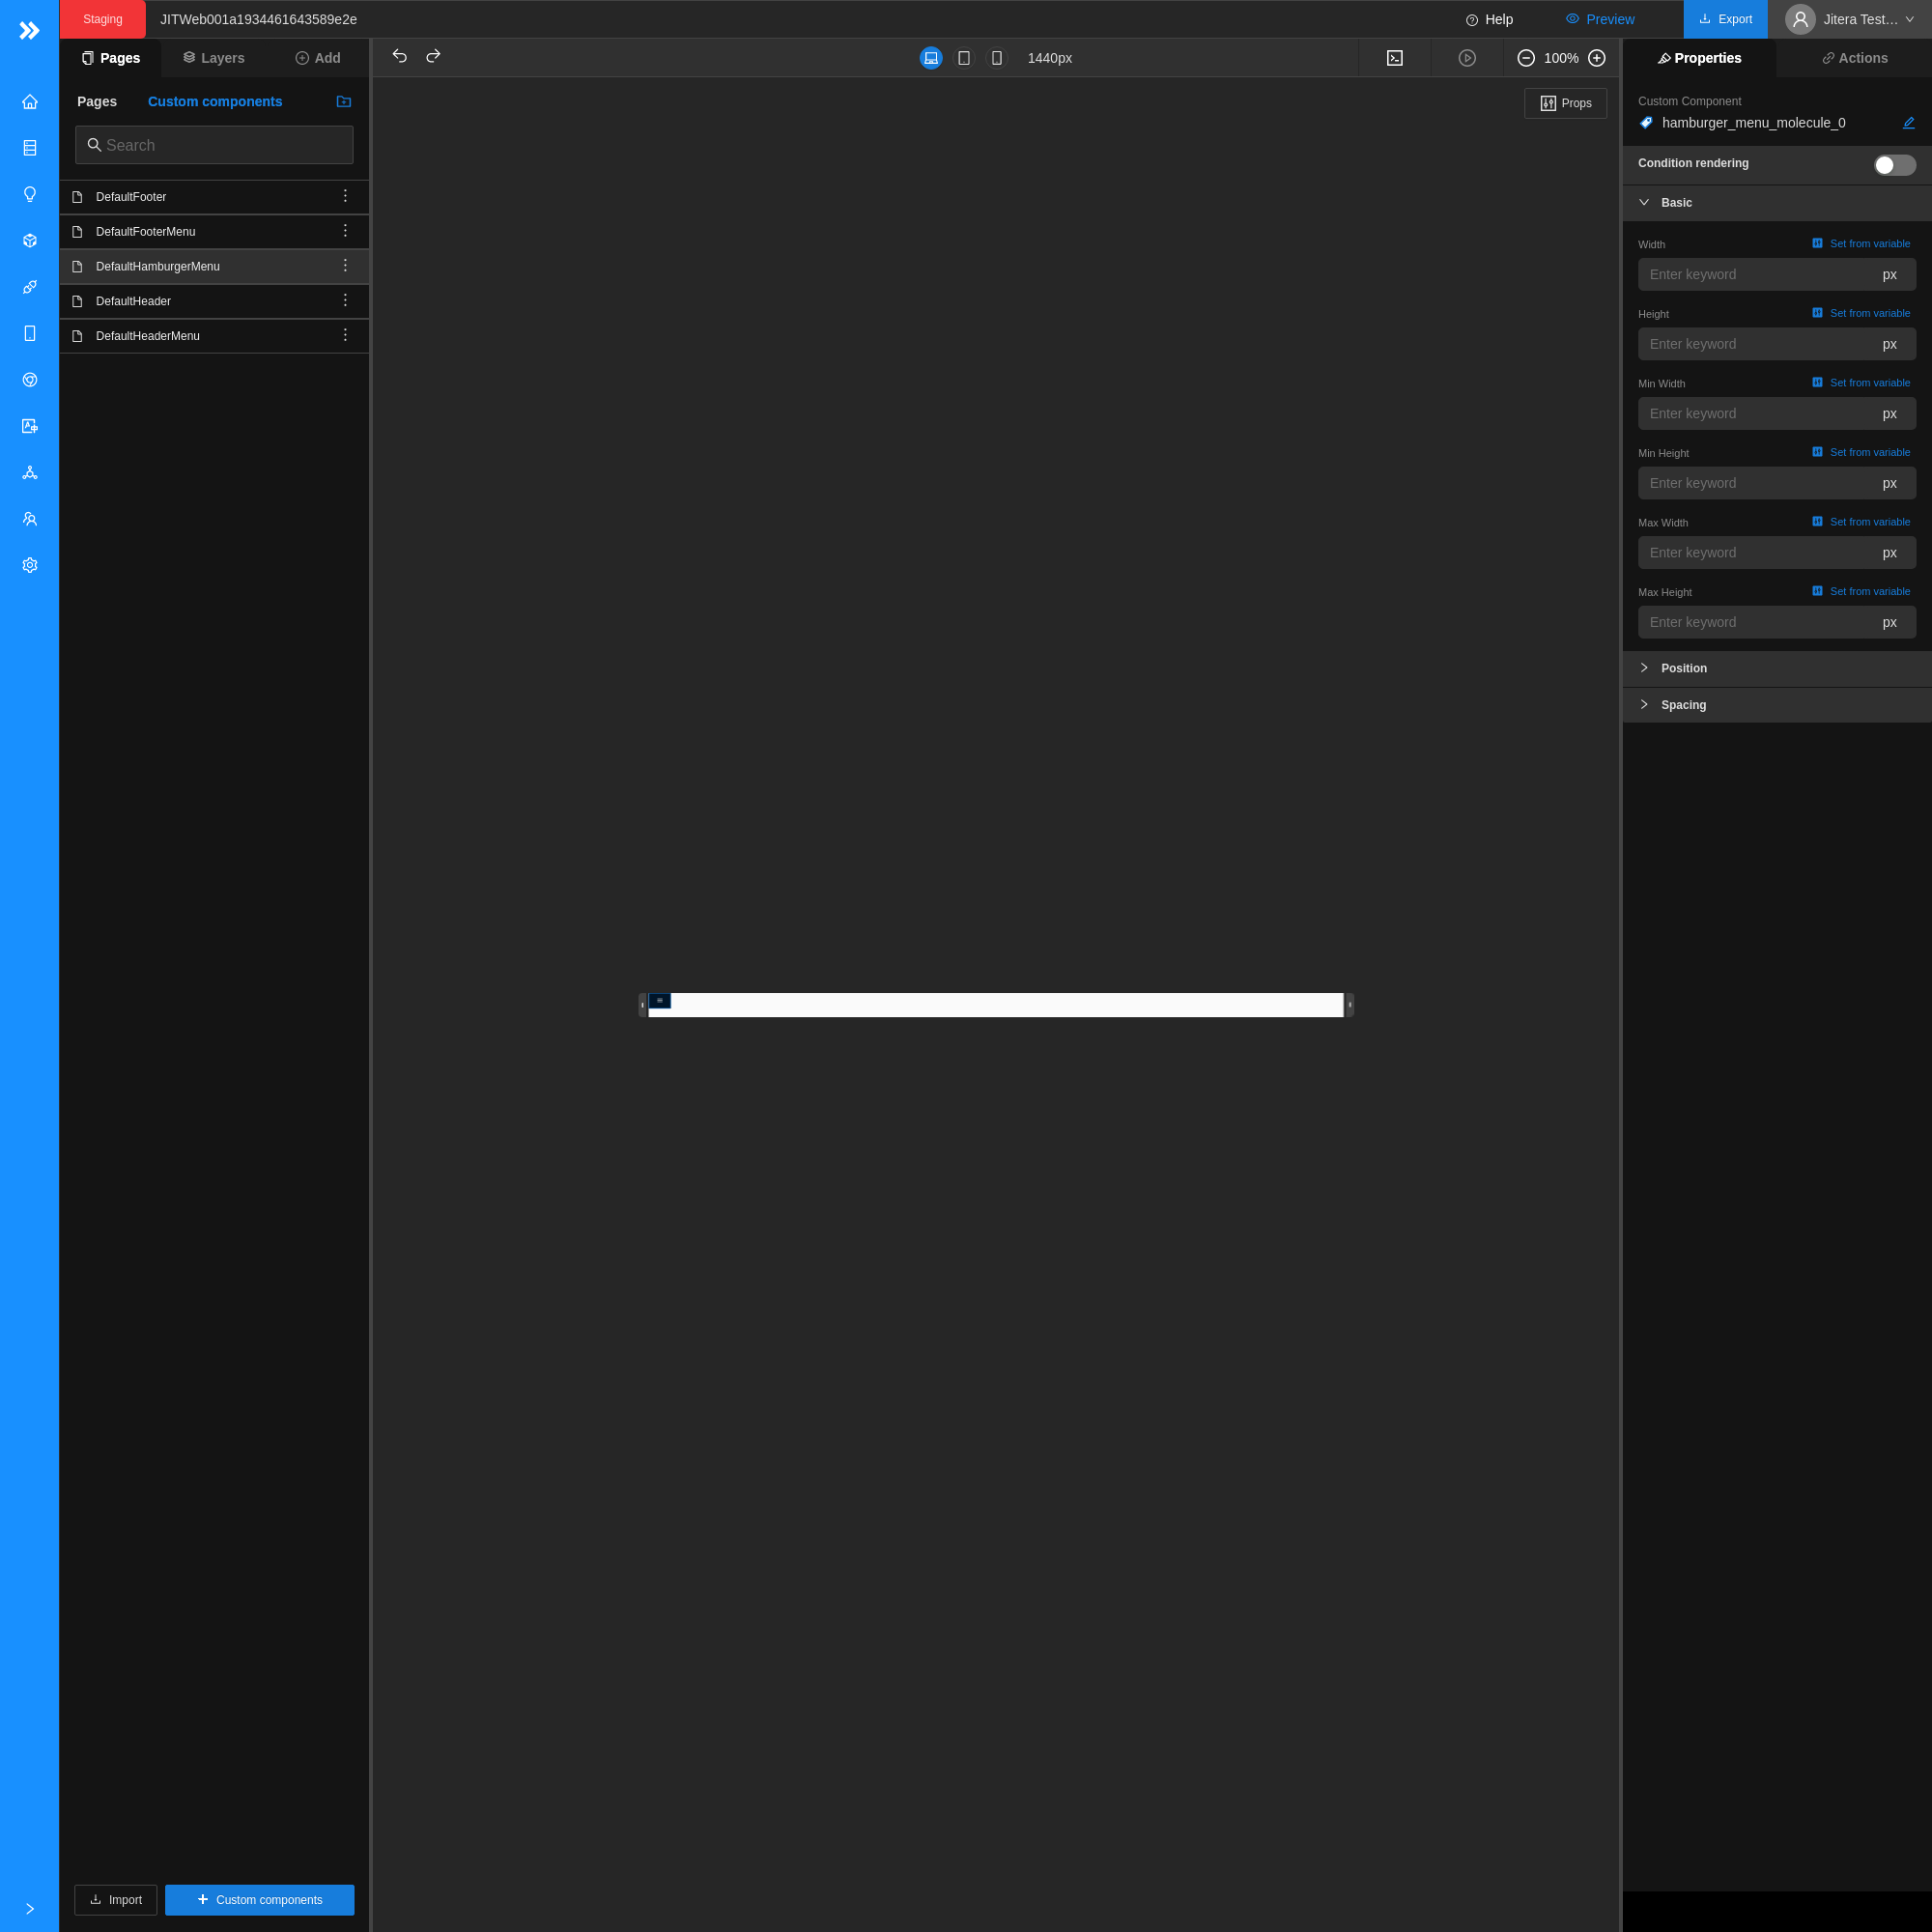 Staging
JITWeb001a1934461643589e2e
Help
Preview
Export
Jitera Test…
Pages
Layers
Add
1440px
100%
Properties
Actions
Pages
Custom components
Search
DefaultFooter
DefaultFooterMenu
DefaultHamburgerMenu
DefaultHeader
DefaultHeaderMenu
Props
Custom Component
hamburger_menu_molecule_0
Condition rendering
Basic
Width
Set from variable
Enter keyword
px
Height
Set from variable
Enter keyword
px
Min Width
Set from variable
Enter keyword
px
Min Height
Set from variable
Enter keyword
px
Max Width
Set from variable
Enter keyword
px
Max Height
Set from variable
Enter keyword
px
Position
Spacing
Import
Custom components